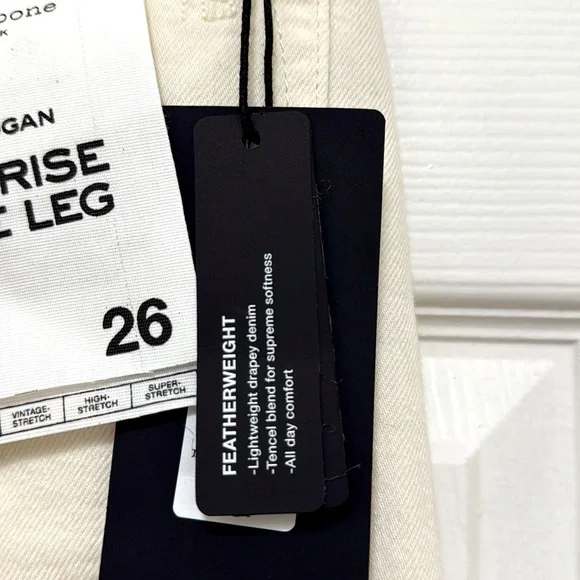 bone
K
GAN
RISE
E LEG
26
VINTAGE-
STRETCH
HIGH-
STRETCH
SUPER-
STRETCH
FEATHERWEIGHT
-Lightweight drapey denim
-Tencel blend for supreme softness
-All day comfort